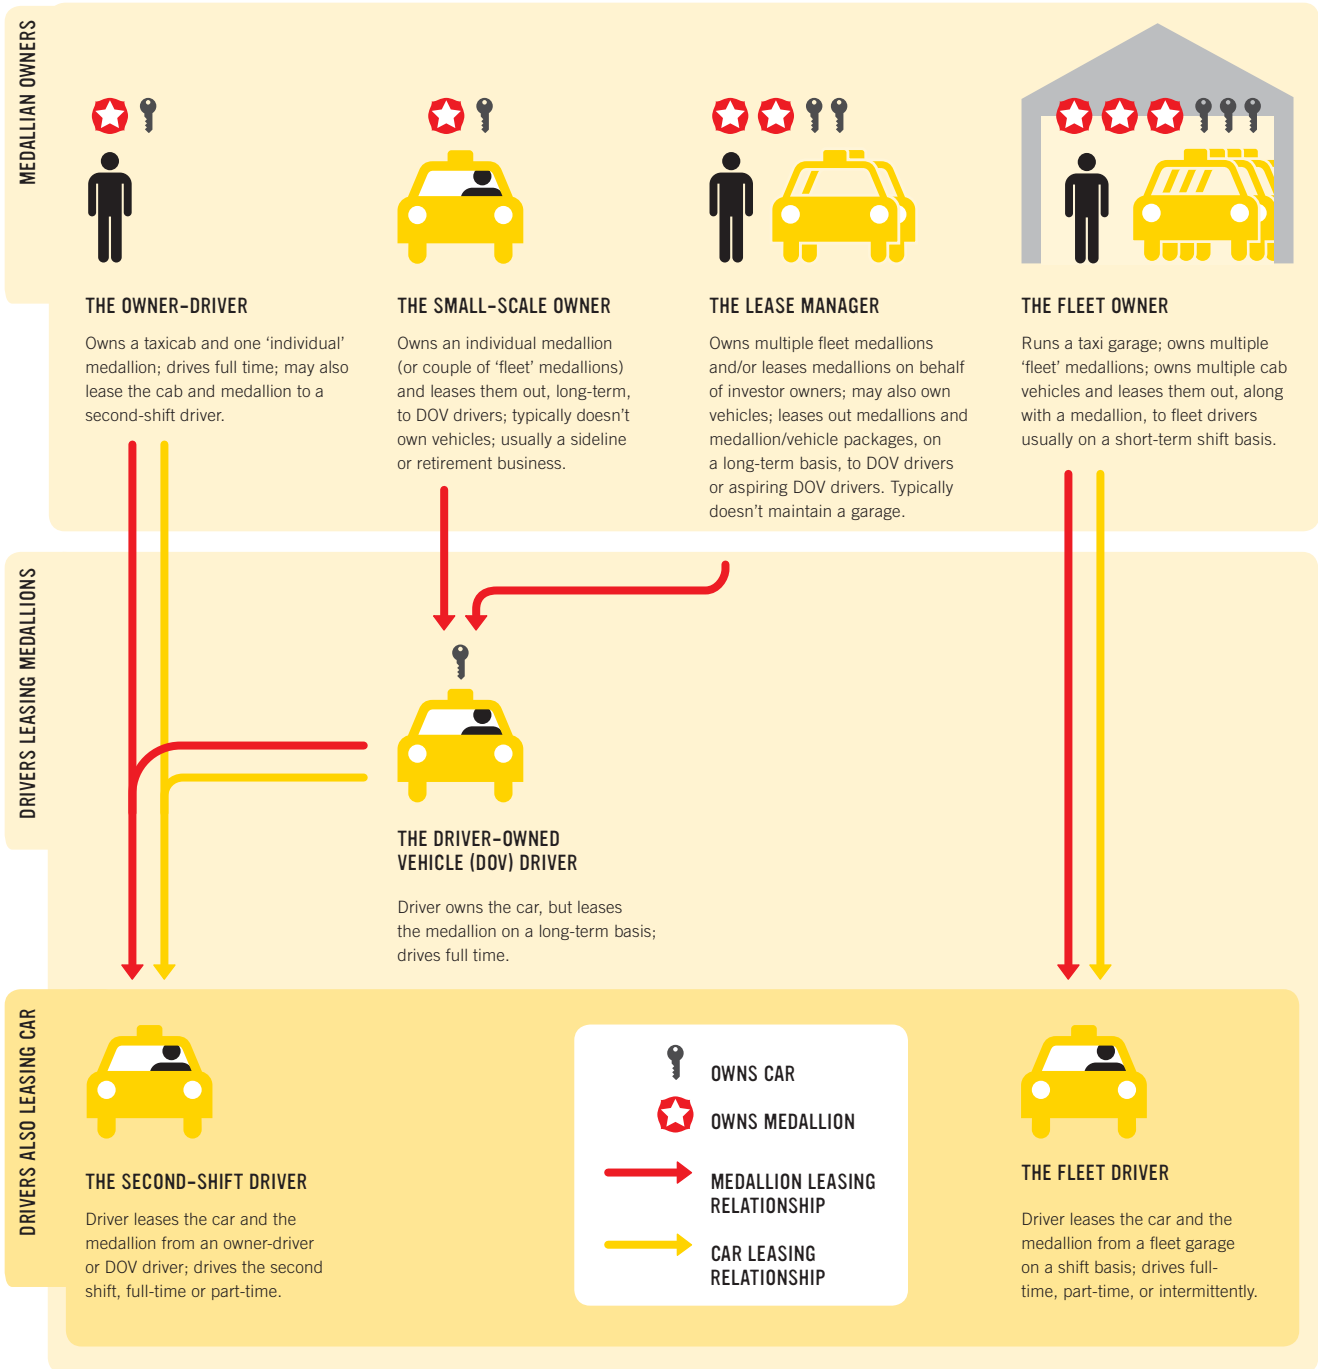 MEDALLIAN OWNERS
THE OWNER-DRIVER
Owns a taxicab and one ‘individual’
medallion; drives full time; may also
lease the cab and medallion to a
second-shift driver.
THE SMALL-SCALE OWNER
Owns an individual medallion
(or couple of ‘fleet’ medallions)
and leases them out, long-term,
to DOV drivers; typically doesn’t
own vehicles; usually a sideline
or retirement business.
THE LEASE MANAGER
Owns multiple fleet medallions
and/or leases medallions on behalf
of investor owners; may also own
vehicles; leases out medallions and
medallion/vehicle packages, on
a long-term basis, to DOV drivers
or aspiring DOV drivers. Typically
doesn’t maintain a garage.
THE FLEET OWNER
Runs a taxi garage; owns multiple
‘fleet’ medallions; owns multiple cab
vehicles and leases them out, along
with a medallion, to fleet drivers
usually on a short-term shift basis.
DRIVERS LEASING MEDALLIONS
THE DRIVER-OWNED
VEHICLE (DOV) DRIVER
Driver owns the car, but leases
the medallion on a long-term basis;
drives full time.
DRIVERS ALSO LEASING CAR
THE SECOND-SHIFT DRIVER
Driver leases the car and the
medallion from an owner-driver
or DOV driver; drives the second
shift, full-time or part-time.
OWNS CAR
OWNS MEDALLION
MEDALLION LEASING
RELATIONSHIP
CAR LEASING
RELATIONSHIP
THE FLEET DRIVER
Driver leases the car and the
medallion from a fleet garage
on a shift basis; drives full-
time, part-time, or intermittently.